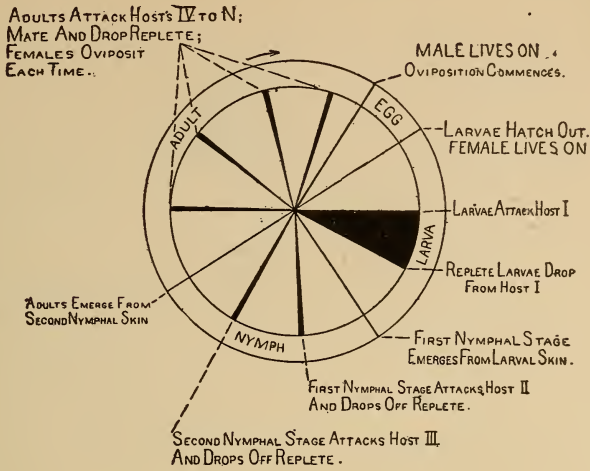 ADULTS ATTACK HOSTS IV TO N;
MATE AND DROP REPLETE;
FEMALES OVIPOSIT
EACH TIME.
MALE LIVES ON.
OVIPOSITION COMMENCES.
EGG
ADULT
LARVAE HATCH OUT.
FEMALE LIVES ON
LARVAE ATTACK HOST I
LARVA
REPLETE LARVAE DROP
FROM HOST I
ADULTS EMERGE FROM
SECOND NYMPHAL SKIN
NYMPH
FIRST NYMPHAL STAGE
EMERGES FROM LARVAL SKIN.
FIRST NYMPHAL STAGE ATTACKS HOST II
AND DROPS OFF REPLETE.
SECOND NYMPHAL STAGE ATTACKS HOST III
AND DROPS OFF REPLETE.